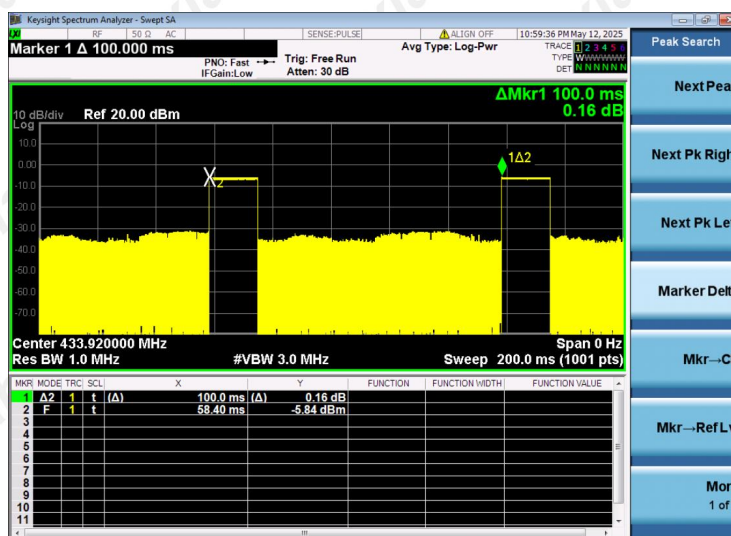 Keysight Spectrum Analyzer - Swept SA
LXI RF 50 Ω AC SENSE:PULSE ALIGN OFF 10:59:36 PM May 12, 2025
Marker 1 Δ 100.000 ms
PNO: Fast
IFGain:Low
Trig: Free Run
Atten: 30 dB
Avg Type: Log-Pwr
TRACE 1 2 3 4 5 6
TYPE WWWWWW
DET N N N N N N
Peak Search
ΔMkr1 100.0 ms
0.16 dB
10 dB/div Ref 20.00 dBm
Log
10.0
0.00
-10.0
-20.0
-30.0
-40.0
-50.0
-60.0
-70.0
X2
1Δ2
Center 433.920000 MHz Span 0 Hz
Res BW 1.0 MHz #VBW 3.0 MHz Sweep 200.0 ms (1001 pts)
MKR MODE TRC SCL X Y FUNCTION FUNCTION WIDTH FUNCTION VALUE
1 Δ2 1 t (Δ) 100.0 ms (Δ) 0.16 dB
2 F 1 t 58.40 ms -5.84 dBm
3
4
5
6
7
8
9
10
11
Next Pea
Next Pk Righ
Next Pk Le
Marker Delt
Mkr→C
Mkr→Ref Lv
Mor
1 of